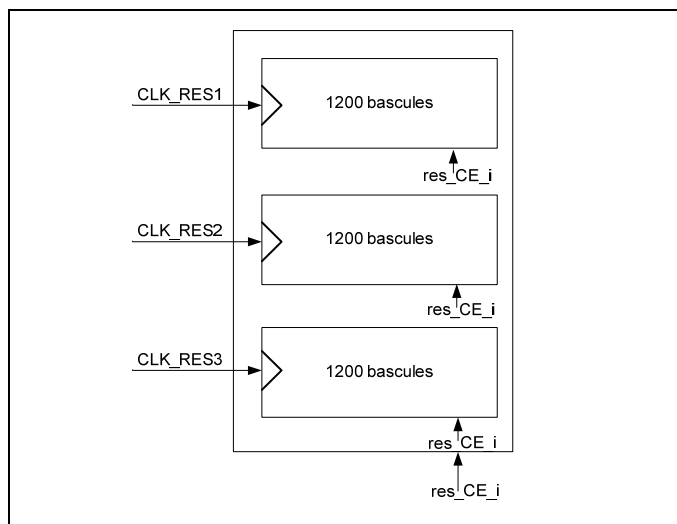 CLK_RES1
1200 bascules
res_CE_i
CLK_RES2
1200 bascules
res_CE_i
CLK_RES3
1200 bascules
res_CE_i
res_CE_i